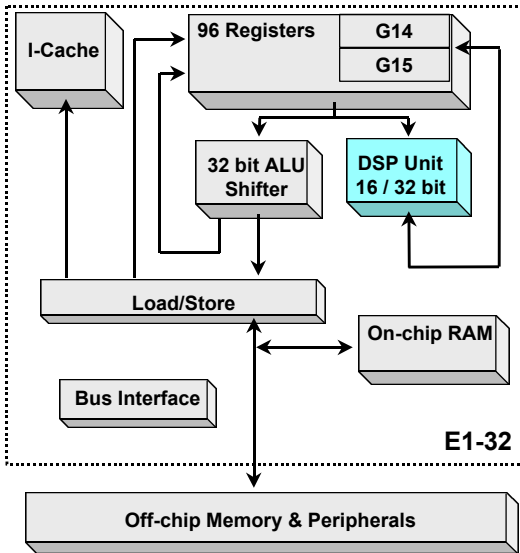 I-Cache
96 Registers
G14
G15
32 bit ALU
Shifter
DSP Unit
16 / 32 bit
Load/Store
On-chip RAM
Bus Interface
E1-32
Off-chip Memory & Peripherals